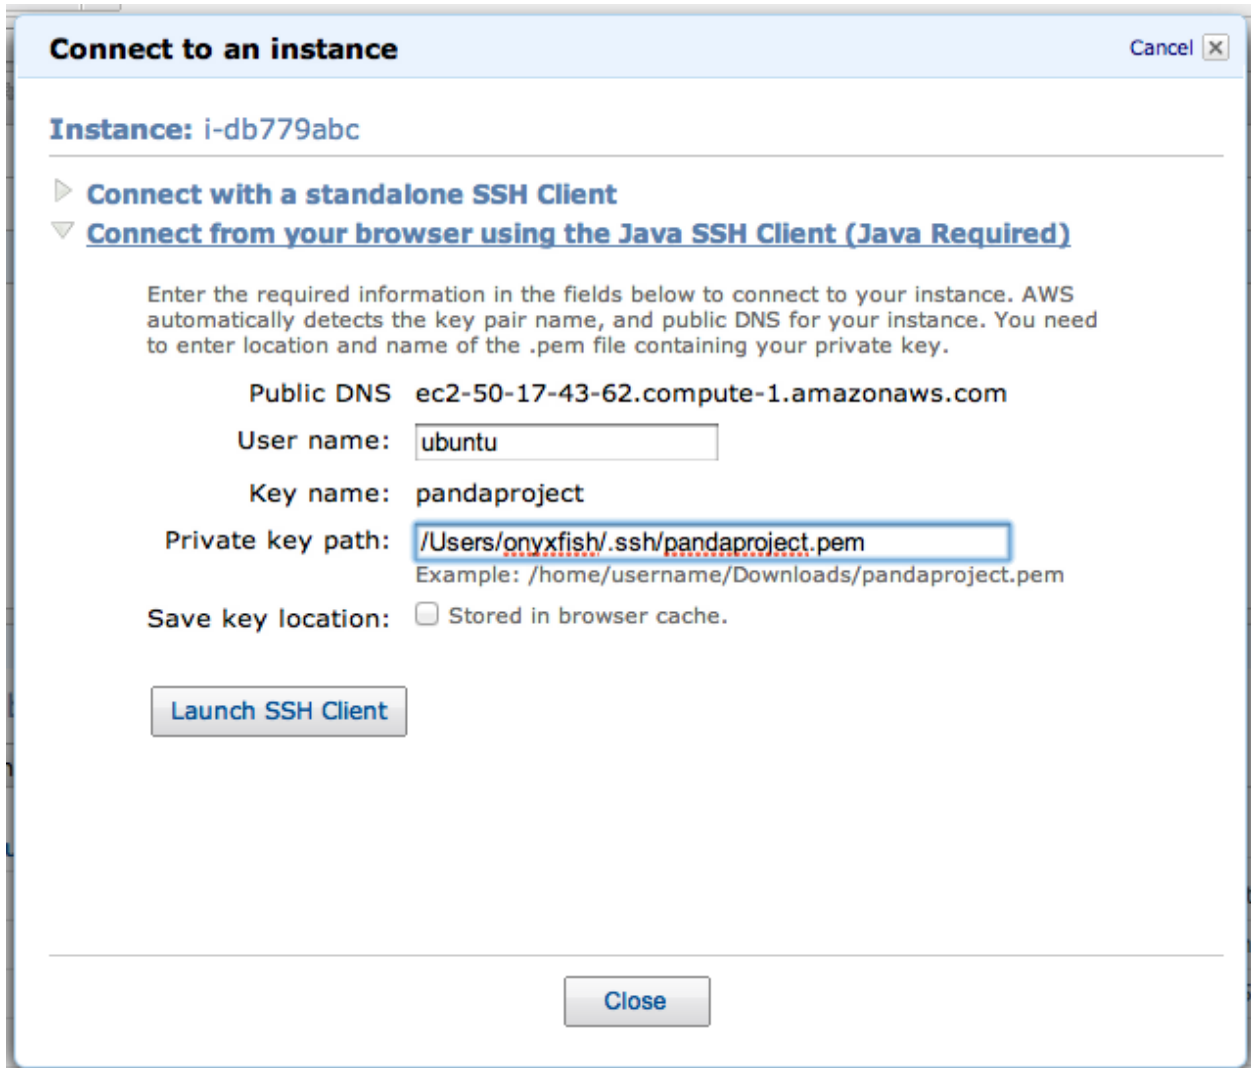 Connect to an instance
Cancel
Instance: i-db779abc
Connect with a standalone SSH Client
Connect from your browser using the Java SSH Client (Java Required)
Enter the required information in the fields below to connect to your instance. AWS
automatically detects the key pair name, and public DNS for your instance. You need
to enter location and name of the .pem file containing your private key.
Public DNS ec2-50-17-43-62.compute-1.amazonaws.com
User name: ubuntu
Key name: pandaproject
Private key path: /Users/onyxfish/.ssh/pandaproject.pem
Example: /home/username/Downloads/pandaproject.pem
Save key location: Stored in browser cache.
Launch SSH Client
Close